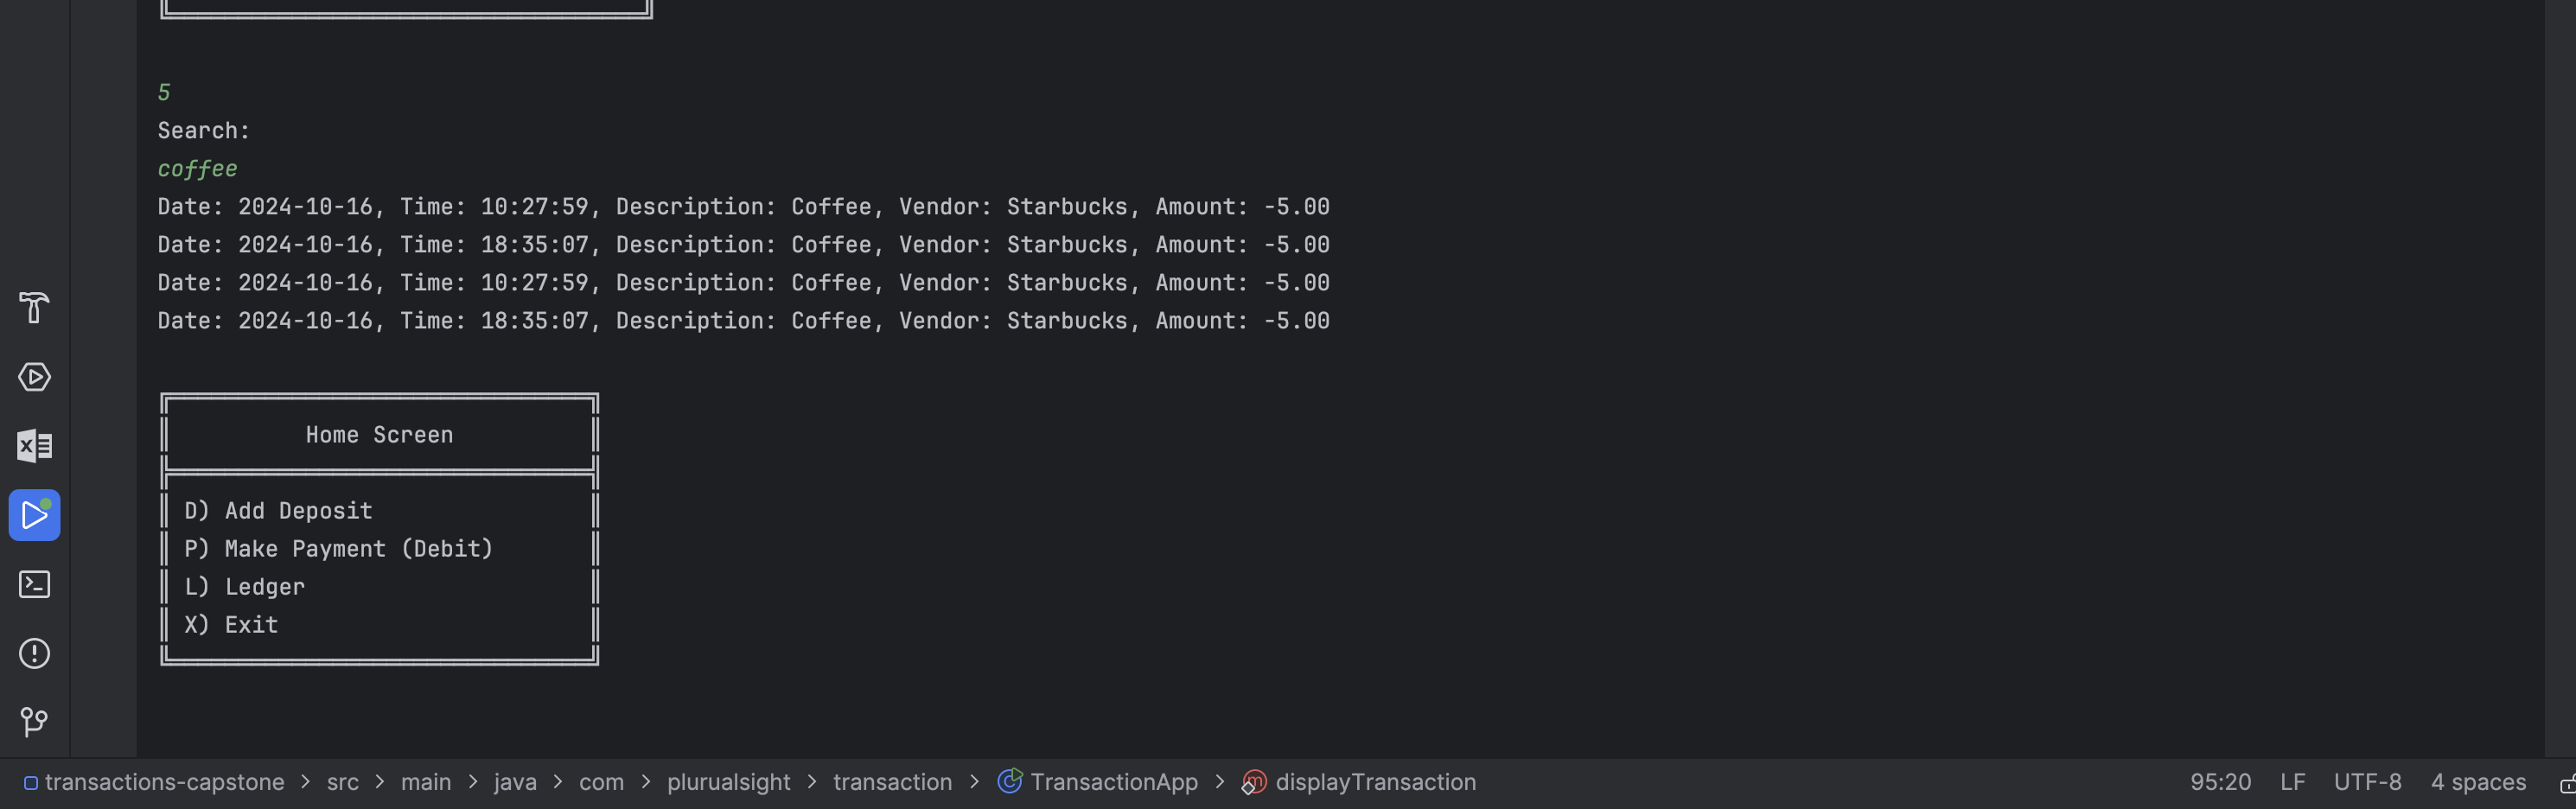 5
Search:
coffee
Date: 2024-10-16, Time: 10:27:59, Description: Coffee, Vendor: Starbucks, Amount: -5.00
Date: 2024-10-16, Time: 18:35:07, Description: Coffee, Vendor: Starbucks, Amount: -5.00
Date: 2024-10-16, Time: 10:27:59, Description: Coffee, Vendor: Starbucks, Amount: -5.00
Date: 2024-10-16, Time: 18:35:07, Description: Coffee, Vendor: Starbucks, Amount: -5.00
Home Screen
D) Add Deposit
P) Make Payment (Debit)
L) Ledger
X) Exit
transactions-capstone > src > main > java > com > plurualsight > transaction > TransactionApp > displayTransaction 95:20 LF UTF-8 4 spaces